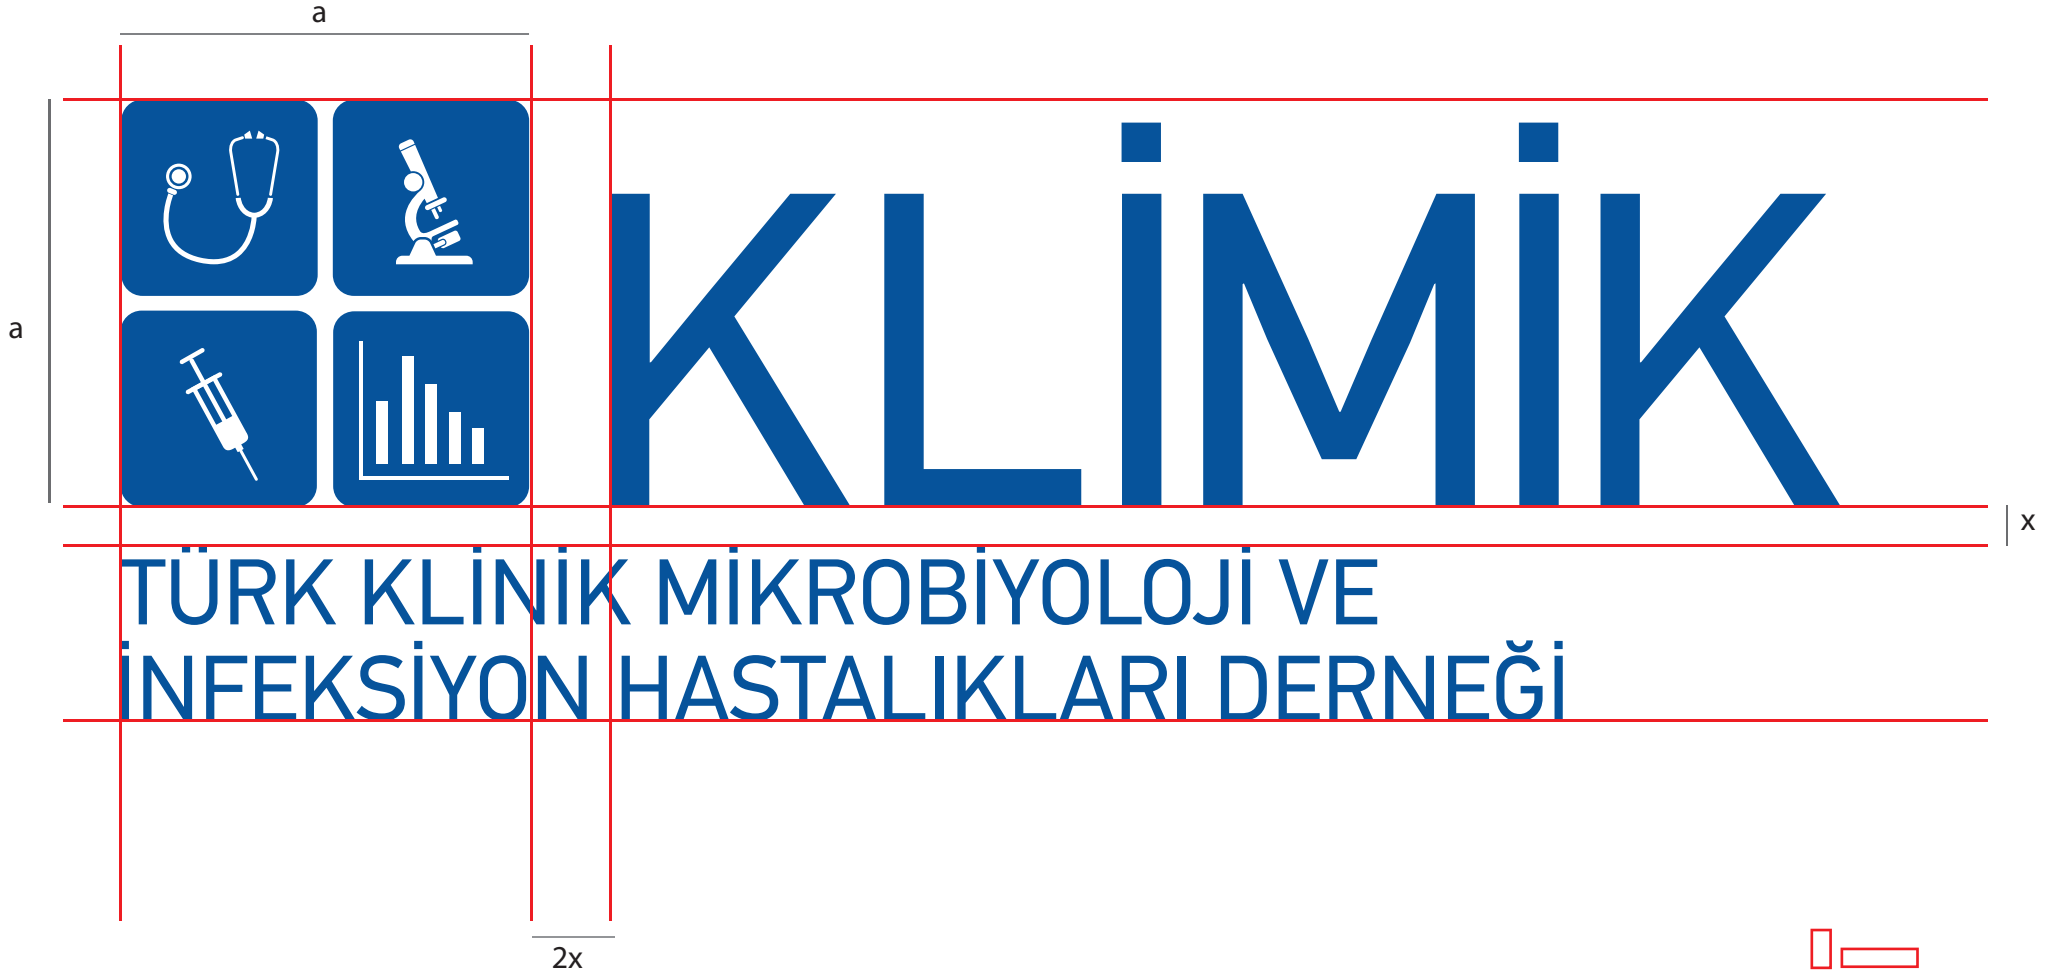 a
a
KLİMİK
x
TÜRK KLİNİK MİKROBİYOLOJİ VE
İNFEKSİYON HASTALIKLARI DERNEĞİ
2x